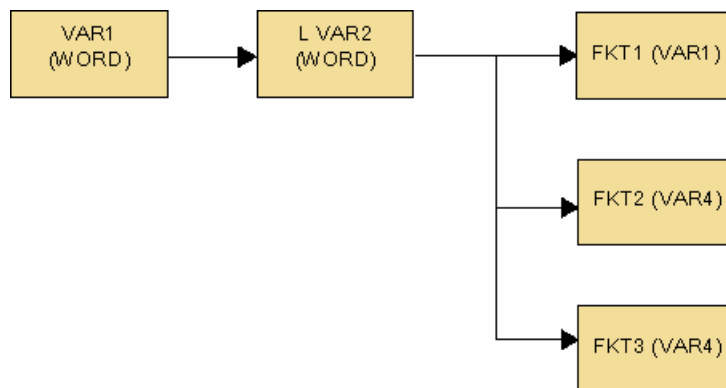 VAR1
(WORD)
L VAR2
(WORD)
FKT1 (VAR1)
FKT2 (VAR4)
FKT3 (VAR4)